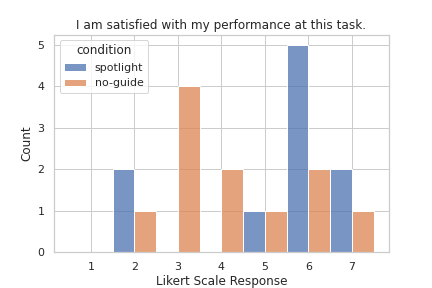 I am satisfied with my performance at this task.
condition
spotlight
no-guide
5
4
3
2
1
0
Count
1 2 3 4 5 6 7
Likert Scale Response